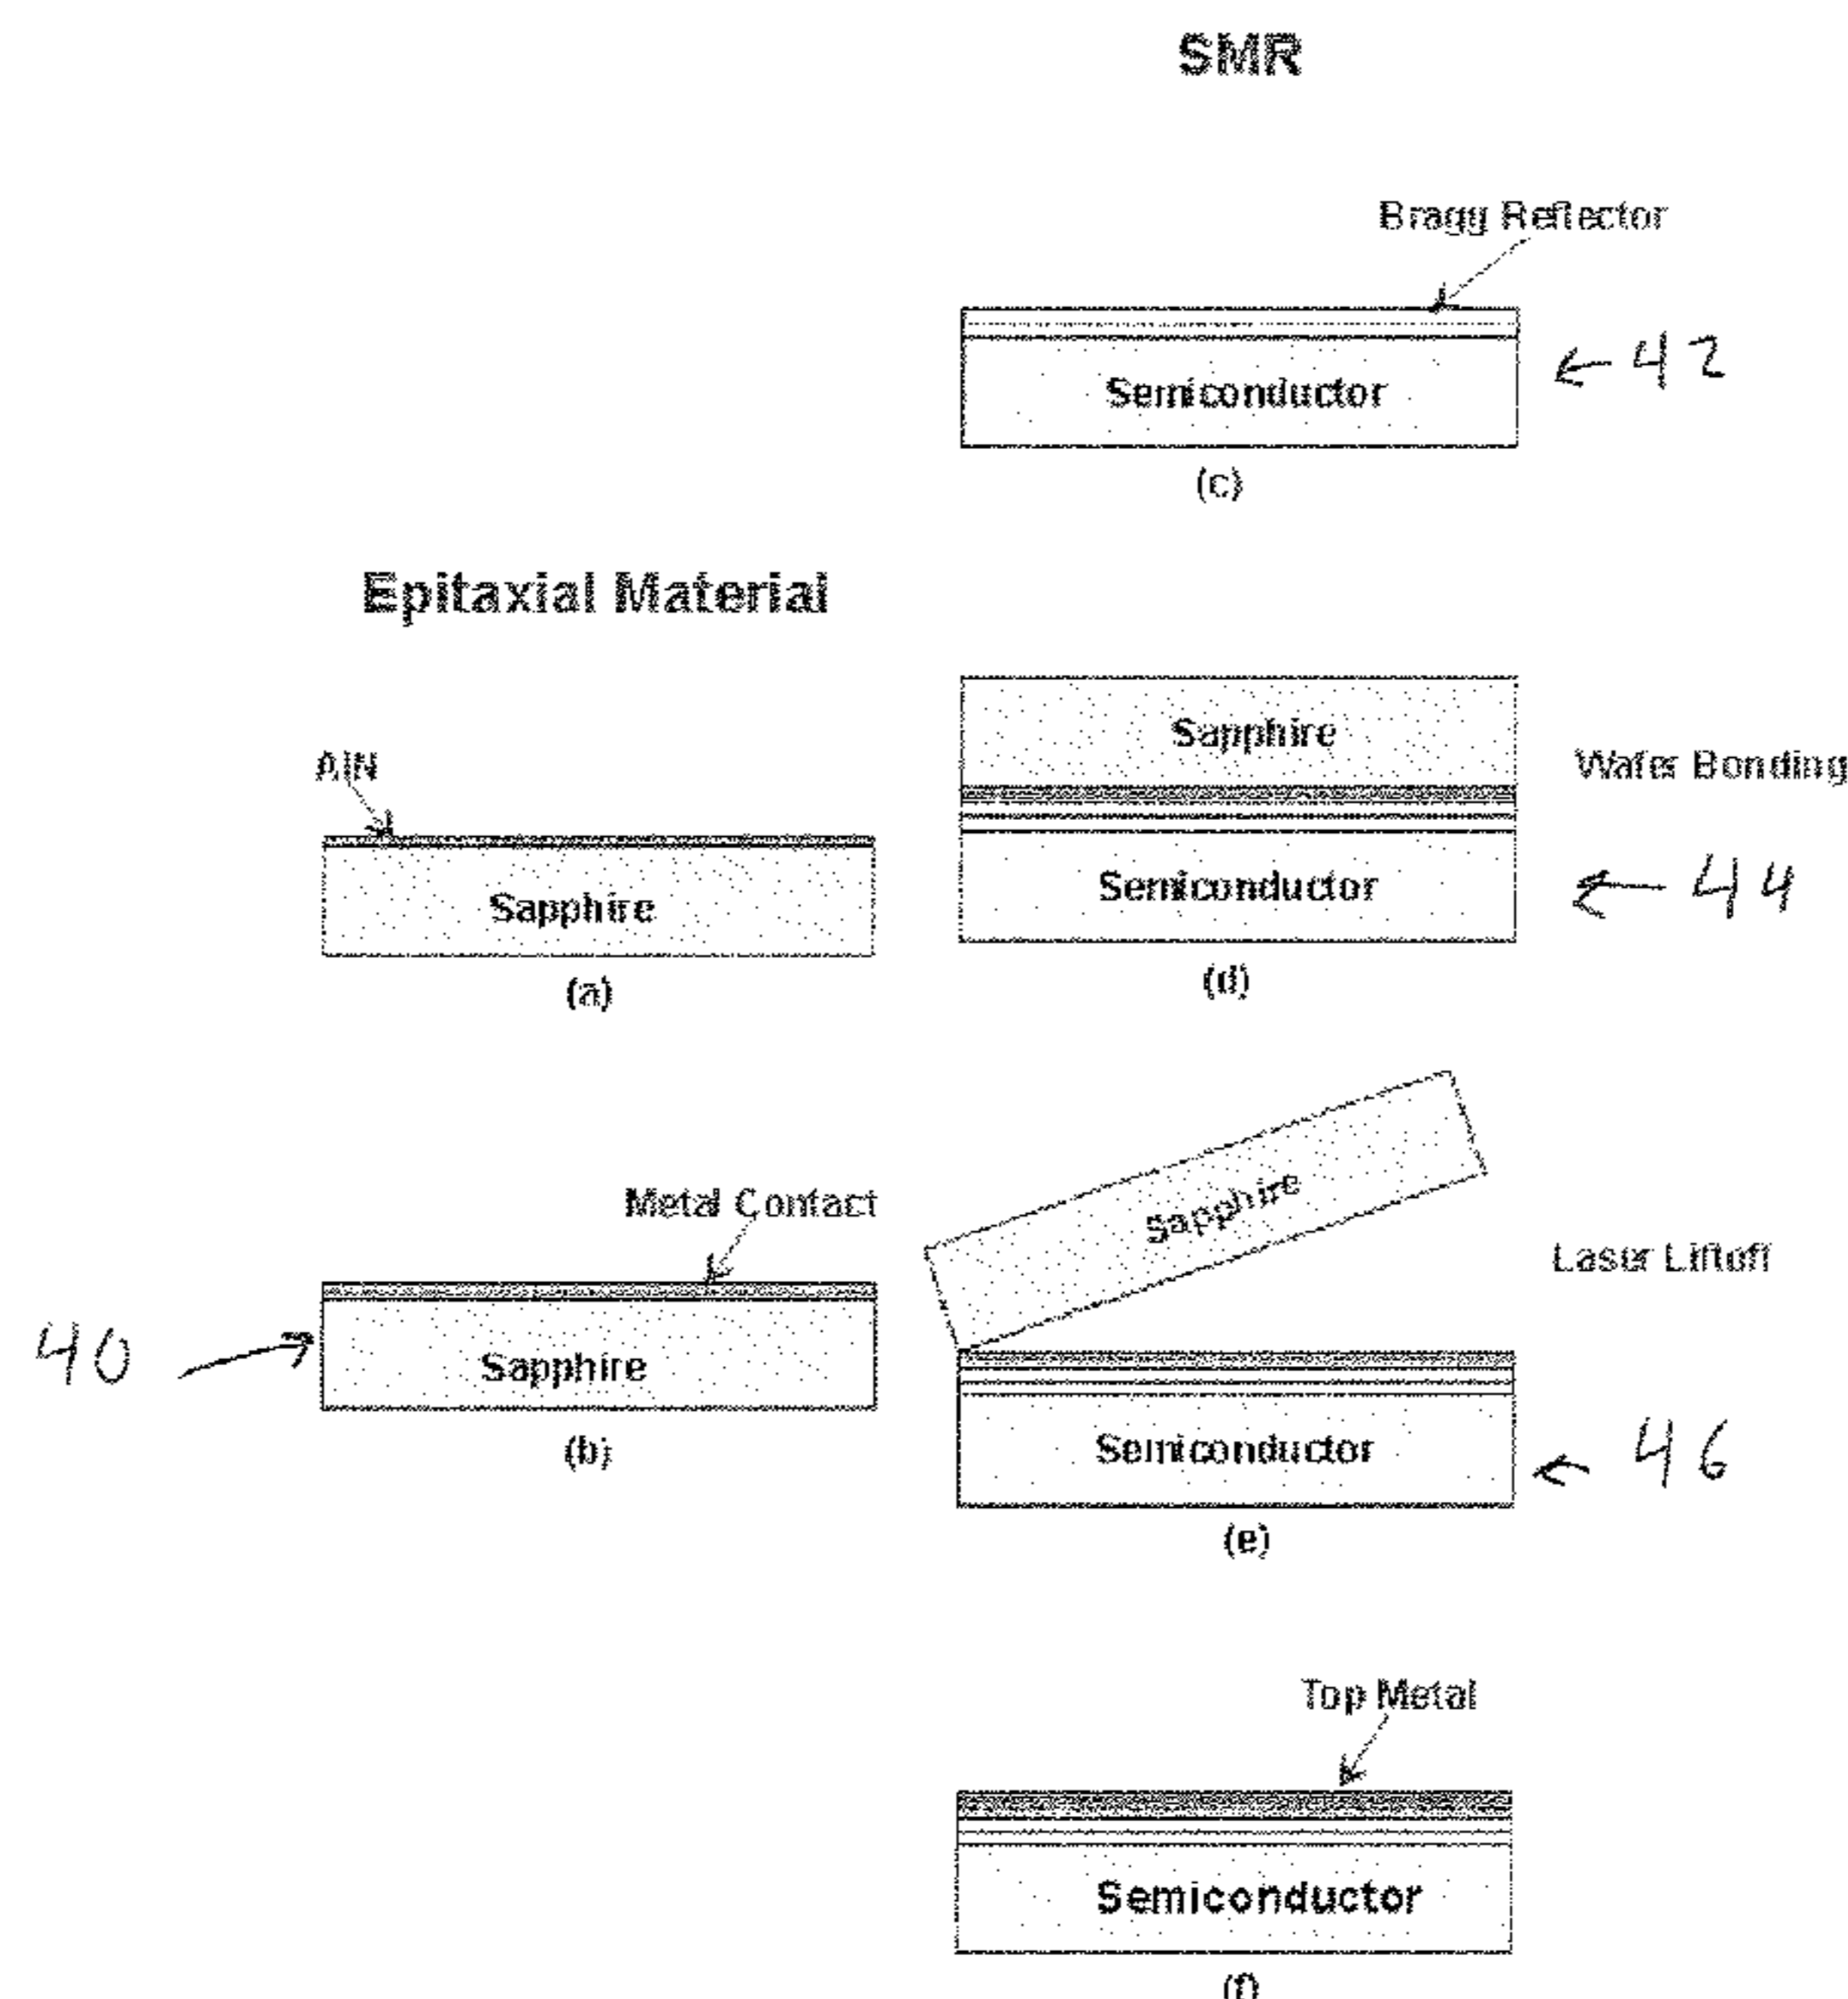 SMR
Bragg Reflector
Semiconductor
42
(c)
Epitaxial Material
AlN
Sapphire
(a)
Sapphire
Wafer Bonding
Semiconductor
44
(d)
Metal Contact
40
Sapphire
(b)
Sapphire
Laser Liftoff
Semiconductor
46
(e)
Top Metal
Semiconductor
(f)